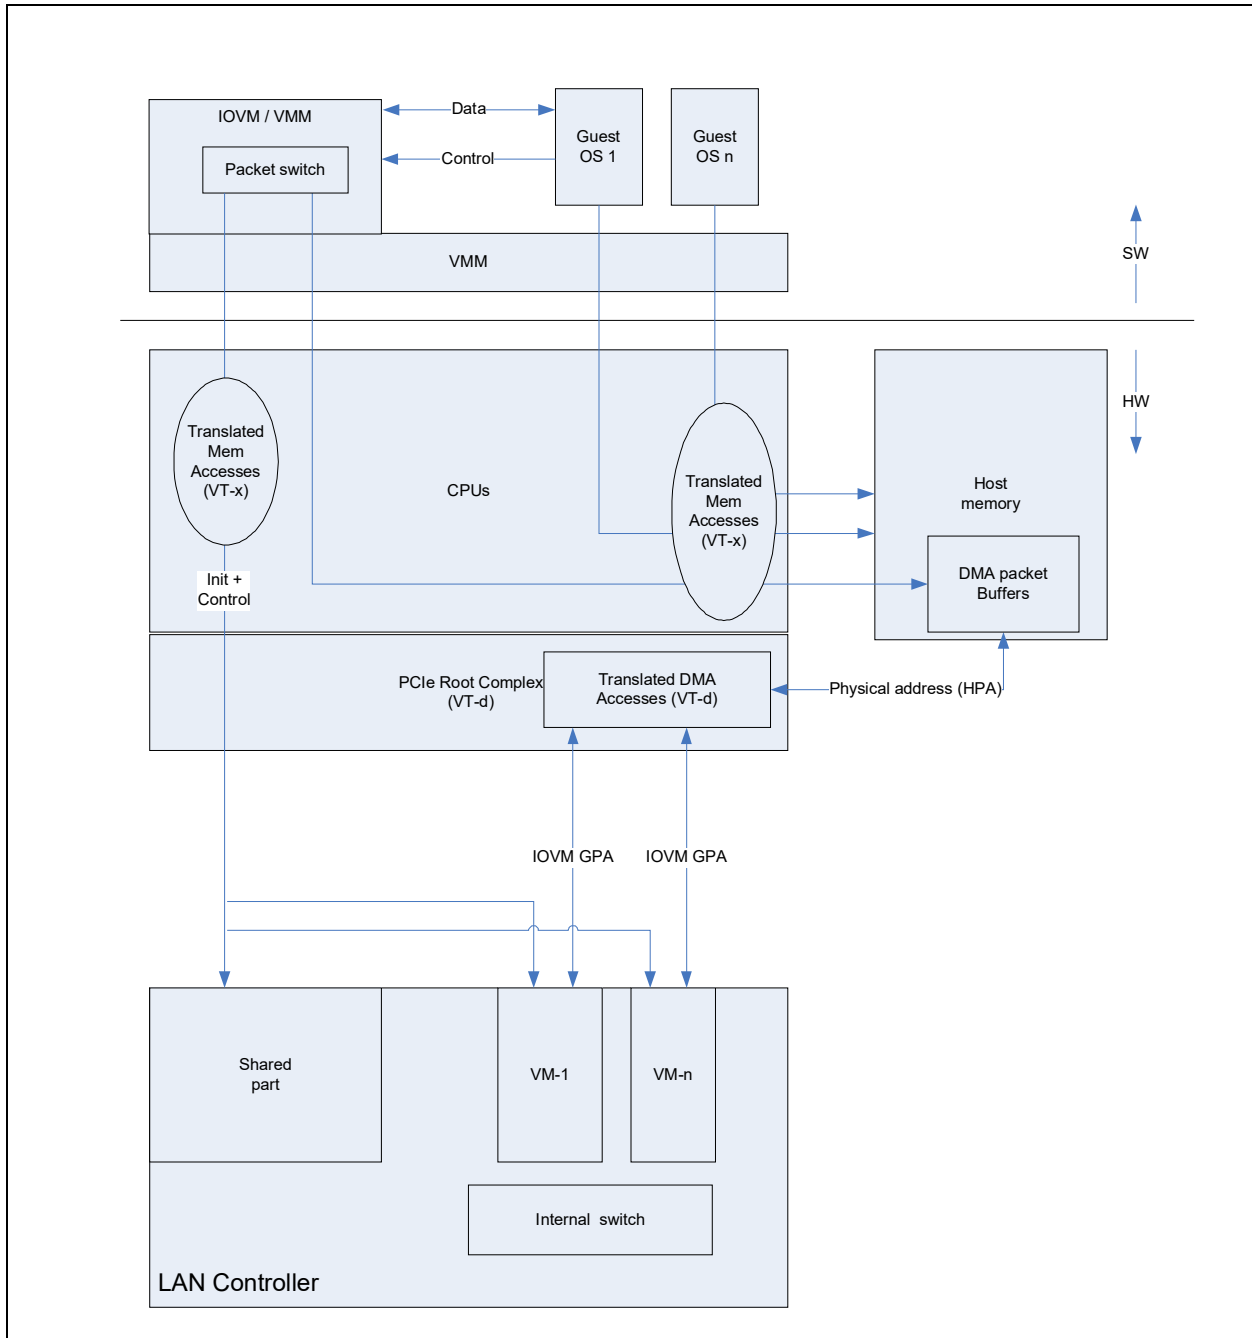 IOVM / VMM
Packet switch
Data
Control
Guest
OS 1
Guest
OS n
VMM
SW
HW
Translated
Mem
Accesses
(VT-x)
CPUs
Translated
Mem
Accesses
(VT-x)
Host
memory
Init +
Control
DMA packet
Buffers
PCIe Root Complex
(VT-d)
Translated DMA
Accesses (VT-d)
Physical address (HPA)
IOVM GPA
IOVM GPA
Shared
part
VM-1
VM-n
Internal switch
LAN Controller